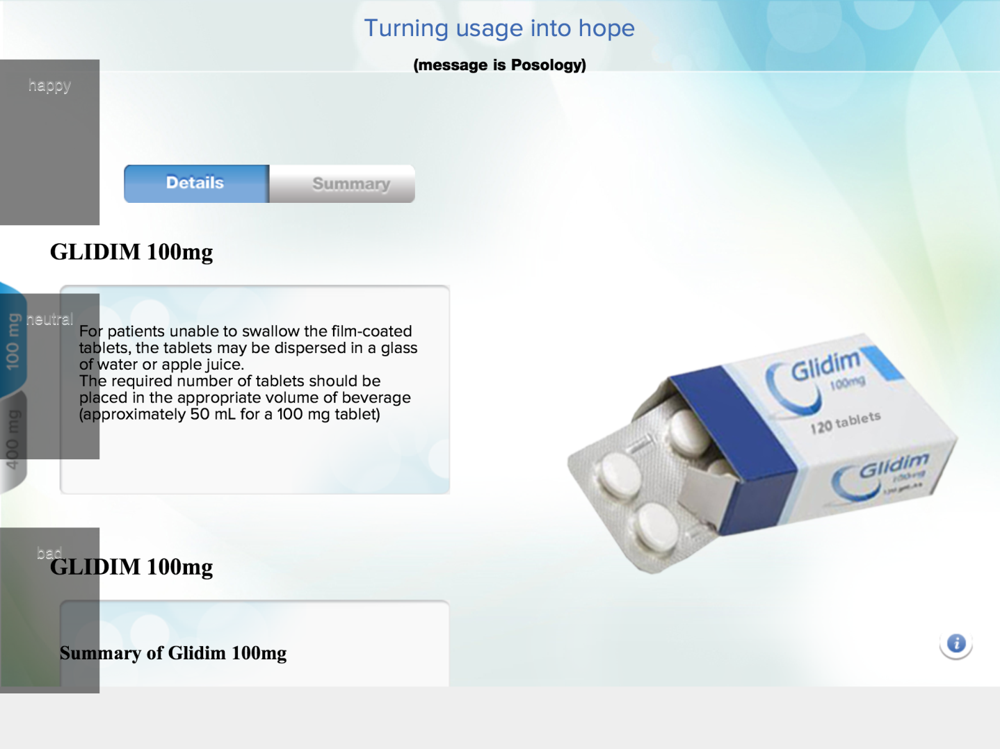 Turning usage into hope
(message is Posology)
happy
Details
Summary
GLIDIM 100mg
100 mg
400 mg
neutral
For patients unable to swallow the film-coated
tablets, the tablets may be dispersed in a glass
of water or apple juice.
The required number of tablets should be
placed in the appropriate volume of beverage
(approximately 50 mL for a 100 mg tablet)
Glidim
100mg
120 tablets
Glidim
100mg
bad
GLIDIM 100mg
Summary of Glidim 100mg
i